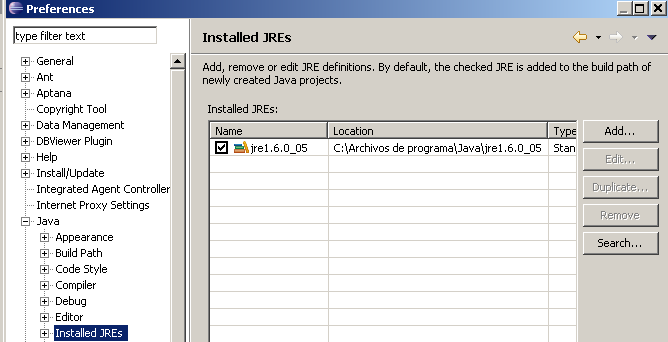 Preferences
type filter text
General
Ant
Aptana
Copyright Tool
Data Management
DBViewer Plugin
Help
Install/Update
Integrated Agent Controller
Internet Proxy Settings
Java
Appearance
Build Path
Code Style
Compiler
Debug
Editor
Installed JREs
Installed JREs
Add, remove or edit JRE definitions. By default, the checked JRE is added to the build path of
newly created Java projects.
Installed JREs:
Name Location Type
jre1.6.0_05 C:\Archivos de programa\Java\jre1.6.0_05 Stan
Add...
Edit...
Duplicate...
Remove
Search...